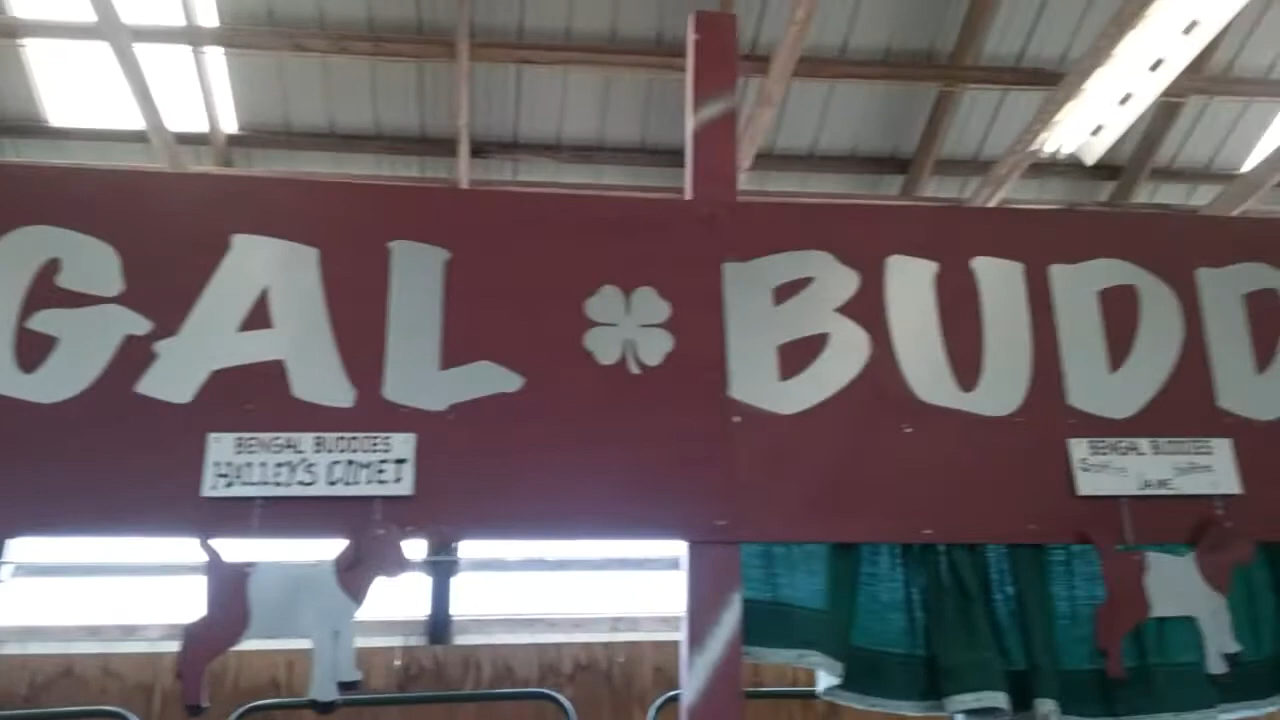 GAL BUDD
BENGAL BUDDIES
HALLEY'S COMET
BENGAL BUDDIES
JANE